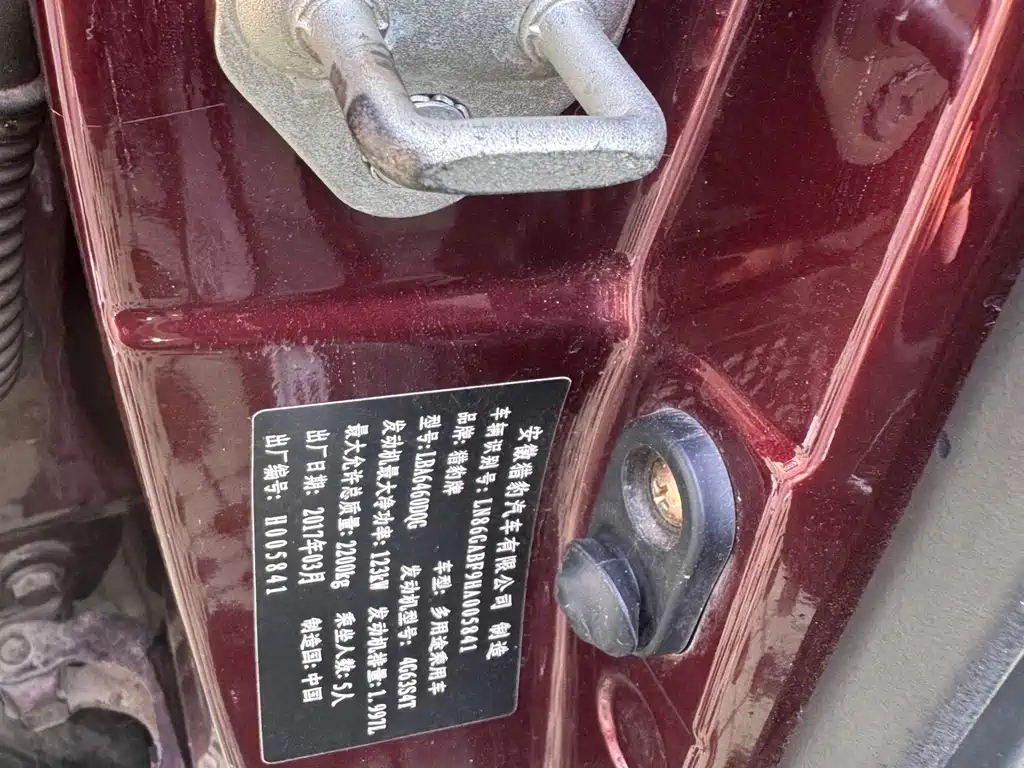 安徽猎豹汽车有限公司 制造
车辆识别号:LN86GABF9HA005841
品牌:猎豹牌 车型:多用途乘用车
型号:LBA6460DQG 发动机型号:4G63S4T
发动机最大净功率:123kW 发动机排量:1.997L
最大允许总质量:2200kg 乘坐人数:5人
出厂日期:2017年03月 制造国:中国
出厂编号:H005841